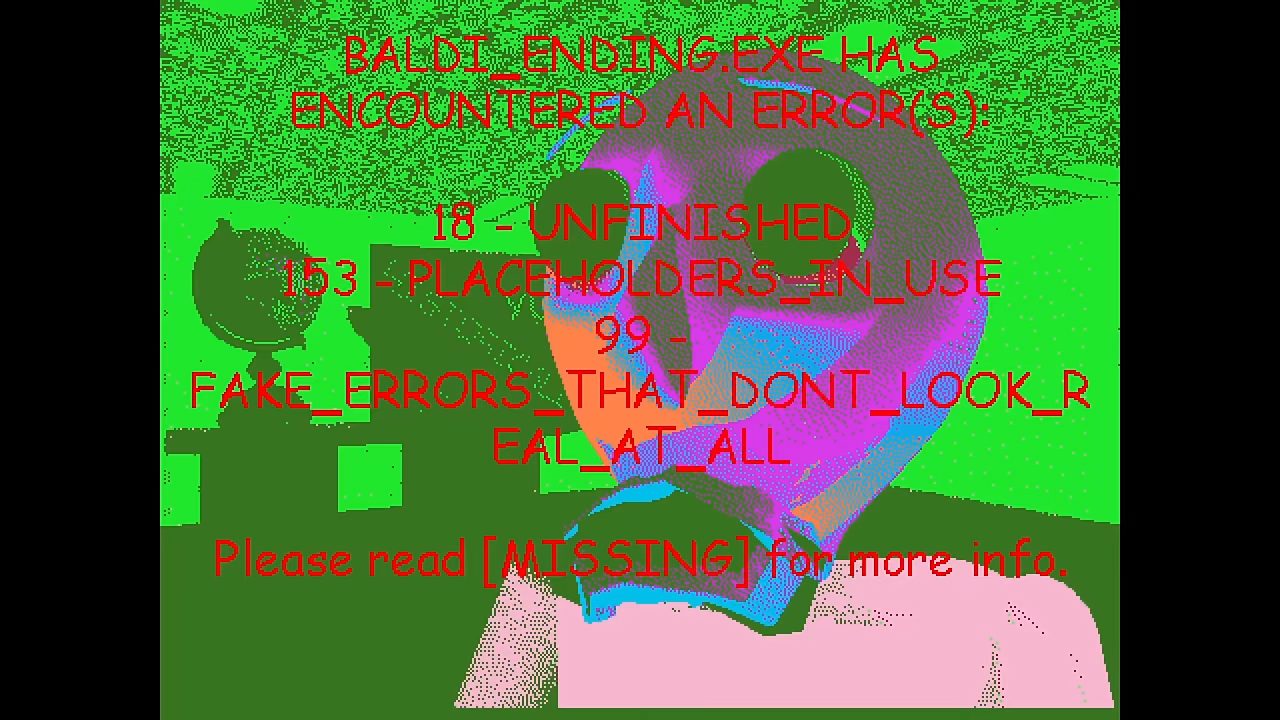 BALDI_ENDING.EXE HAS
ENCOUNTERED AN ERROR(S):
18 - UNFINISHED
153 - PLACEHOLDERS_IN_USE
99 -
FAKE_ERRORS_THAT_DONT_LOOK_R
EAL_AT_ALL
Please read [MISSING] for more info.